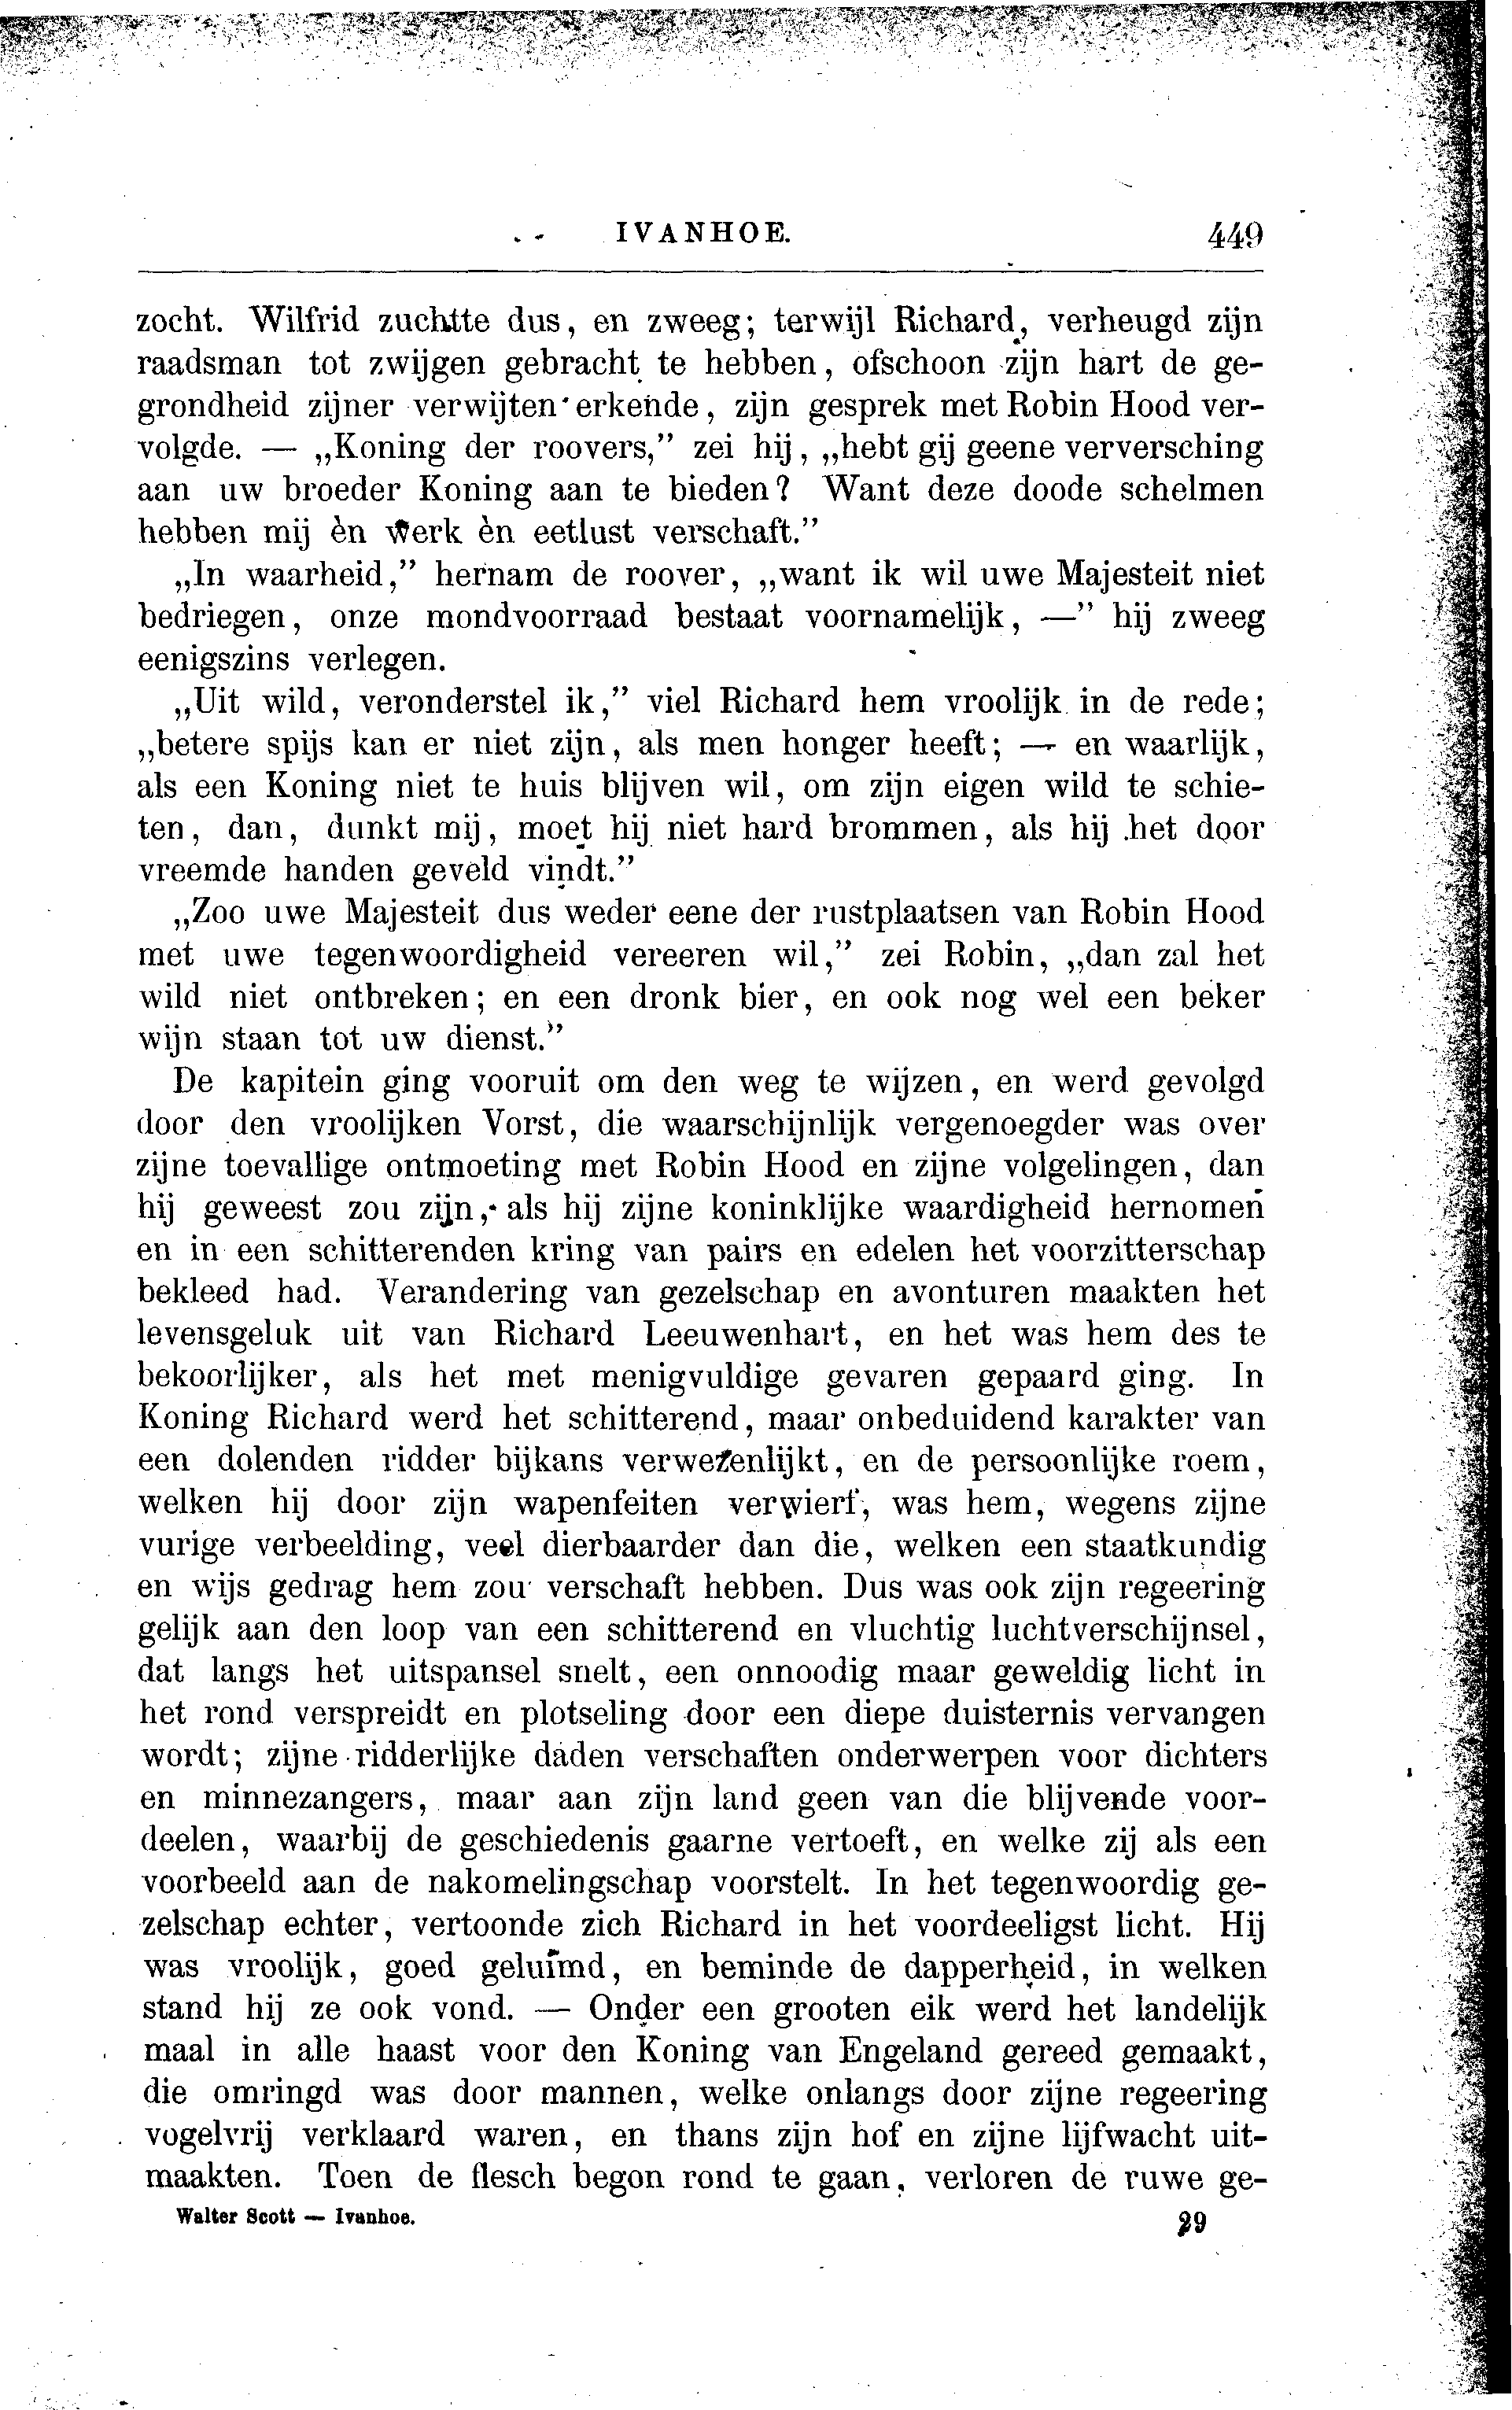 IVANHOE. 449
zocht. Wilfrid zuchtte dus, en zweeg; terwijl Richard, verheugd zijn
raadsman tot zwijgen gebracht te hebben, ofschoon zijn hart de ge-
grondheid zijner verwijten erkende, zijn gesprek met Robin Hood ver-
volgde. — „Koning der roovers,” zei hij, „hebt gij geene verversching
aan uw broeder Koning aan te bieden? Want deze doode schelmen
hebben mij èn werk èn eetlust verschaft.”
„In waarheid,” hernam de roover, „want ik wil uwe Majesteit niet
bedriegen, onze mondvoorraad bestaat voornamelijk, —” hij zweeg
eenigszins verlegen.
„Uit wild, veronderstel ik,” viel Richard hem vroolijk in de rede;
„betere spijs kan er niet zijn, als men honger heeft; — en waarlijk,
als een Koning niet te huis blijven wil, om zijn eigen wild te schie-
ten, dan, dunkt mij, moet hij niet hard brommen, als hij het door
vreemde handen geveld vindt.”
„Zoo uwe Majesteit dus weder eene der rustplaatsen van Robin Hood
met uwe tegenwoordigheid vereeren wil,” zei Robin, „dan zal het
wild niet ontbreken; en een dronk bier, en ook nog wel een beker
wijn staan tot uw dienst.”
De kapitein ging vooruit om den weg te wijzen, en werd gevolgd
door den vroolijken Vorst, die waarschijnlijk vergenoegder was over
zijne toevallige ontmoeting met Robin Hood en zijne volgelingen, dan
hij geweest zou zijn, als hij zijne koninklijke waardigheid hernomen
en in een schitterenden kring van pairs en edelen het voorzitterschap
bekleed had. Verandering van gezelschap en avonturen maakten het
levensgeluk uit van Richard Leeuwenhart, en het was hem des te
bekoorlijker, als het met menigvuldige gevaren gepaard ging. In
Koning Richard werd het schitterend, maar onbeduidend karakter van
een dolenden ridder bijkans verwezenlijkt, en de persoonlijke roem,
welken hij door zijn wapenfeiten verwierf, was hem, wegens zijne
vurige verbeelding, veel dierbaarder dan die, welken een staatkundig
en wijs gedrag hem zou verschaft hebben. Dus was ook zijn regeering
gelijk aan den loop van een schitterend en vluchtig luchtverschijnsel,
dat langs het uitspansel snelt, een onnoodig maar geweldig licht in
het rond verspreidt en plotseling door een diepe duisternis vervangen
wordt; zijne ridderlijke daden verschaften onderwerpen voor dichters
en minnezangers, maar aan zijn land geen van die blijvende voor-
deelen, waarbij de geschiedenis gaarne vertoeft, en welke zij als een
voorbeeld aan de nakomelingschap voorstelt. In het tegenwoordig ge-
zelschap echter, vertoonde zich Richard in het voordeeligst licht. Hij
was vroolijk, goed geluimd, en beminde de dapperheid, in welken
stand hij ze ook vond. — Onder een grooten eik werd het landelijk
maal in alle haast voor den Koning van Engeland gereed gemaakt,
die omringd was door mannen, welke onlangs door zijne regeering
vogelvrij verklaard waren, en thans zijn hof en zijne lijfwacht uit-
maakten. Toen de flesch begon rond te gaan, verloren de ruwe ge-
Walter Scott — Ivanhoe. 29